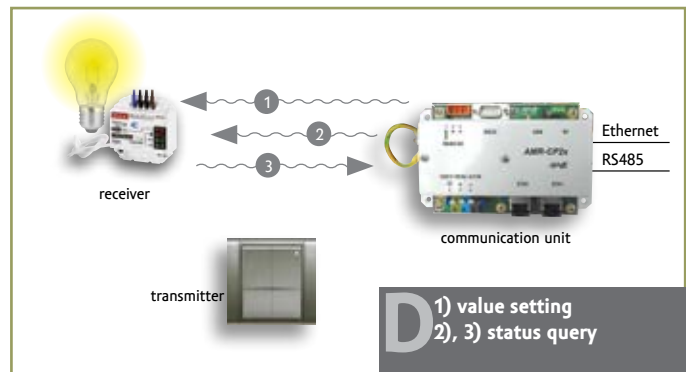 1
2
3
Ethernet
RS485
AMR-CP2x
receiver
communication unit
transmitter
D
1) value setting
2), 3) status query